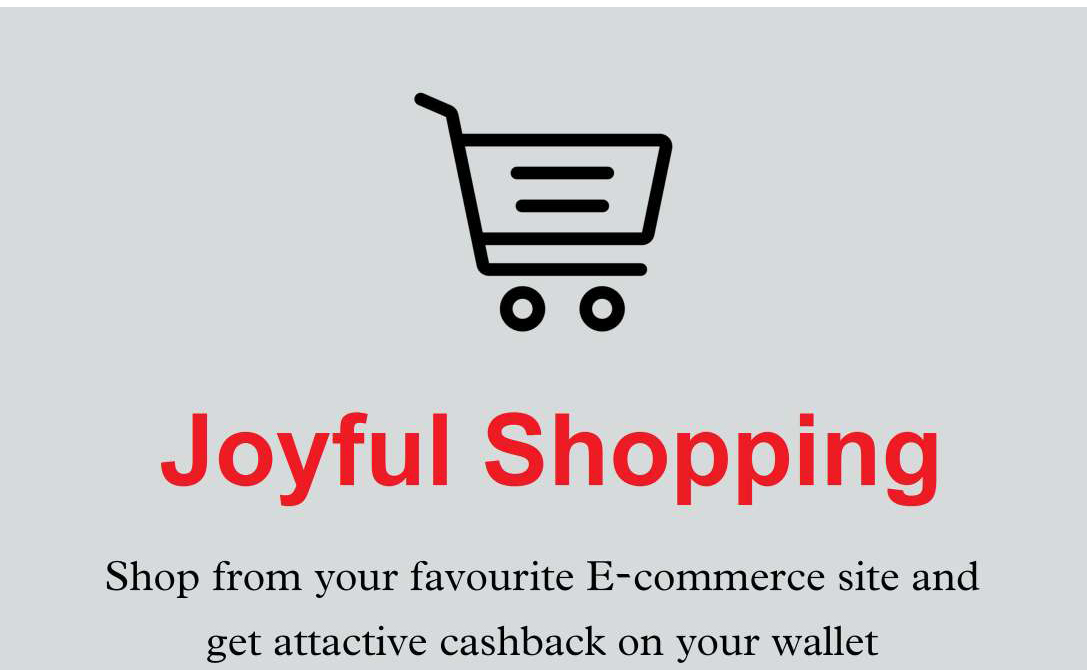 Joyful Shopping
Shop from your favourite E-commerce site and
get attactive cashback on your wallet